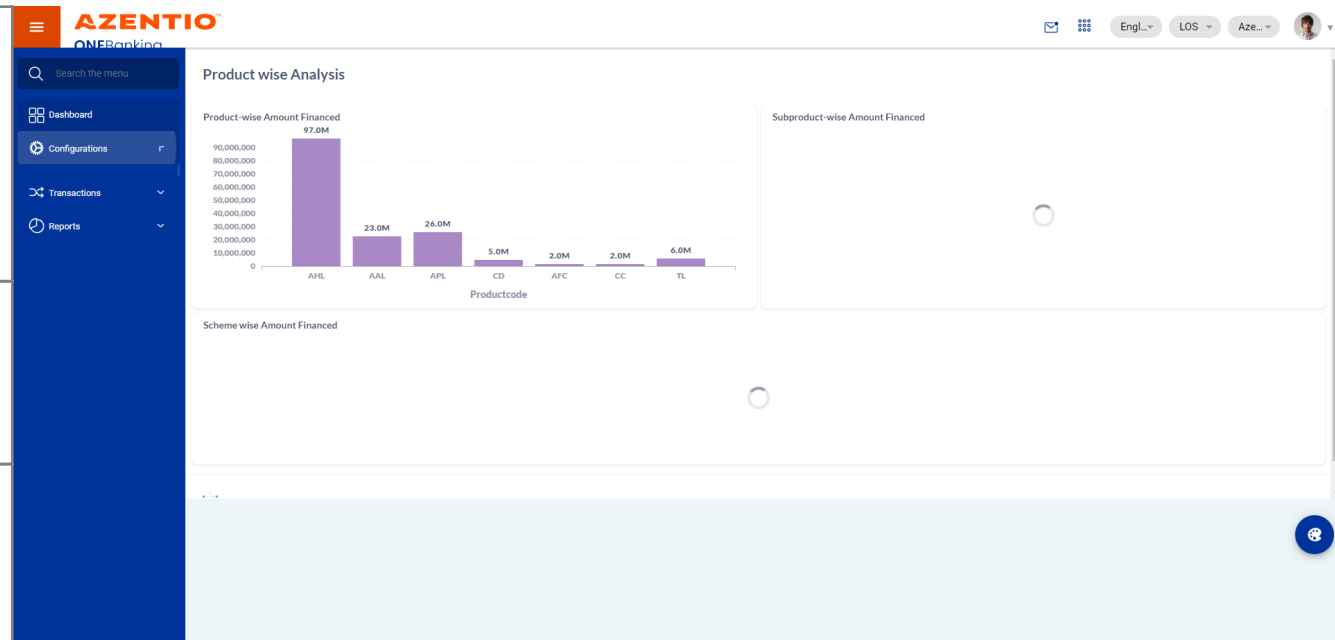 AZENTIO
ONEBanking
Engl...
LOS
Aze...
Search the menu
Dashboard
Configurations
Transactions
Reports
Product wise Analysis
Product-wise Amount Financed
97.0M
90,000,000
80,000,000
70,000,000
60,000,000
50,000,000
40,000,000
30,000,000
20,000,000
10,000,000
0
23.0M
26.0M
5.0M
2.0M
2.0M
6.0M
AHL AAL APL CD AFC CC TL
Productcode
Subproduct-wise Amount Financed
Scheme wise Amount Financed